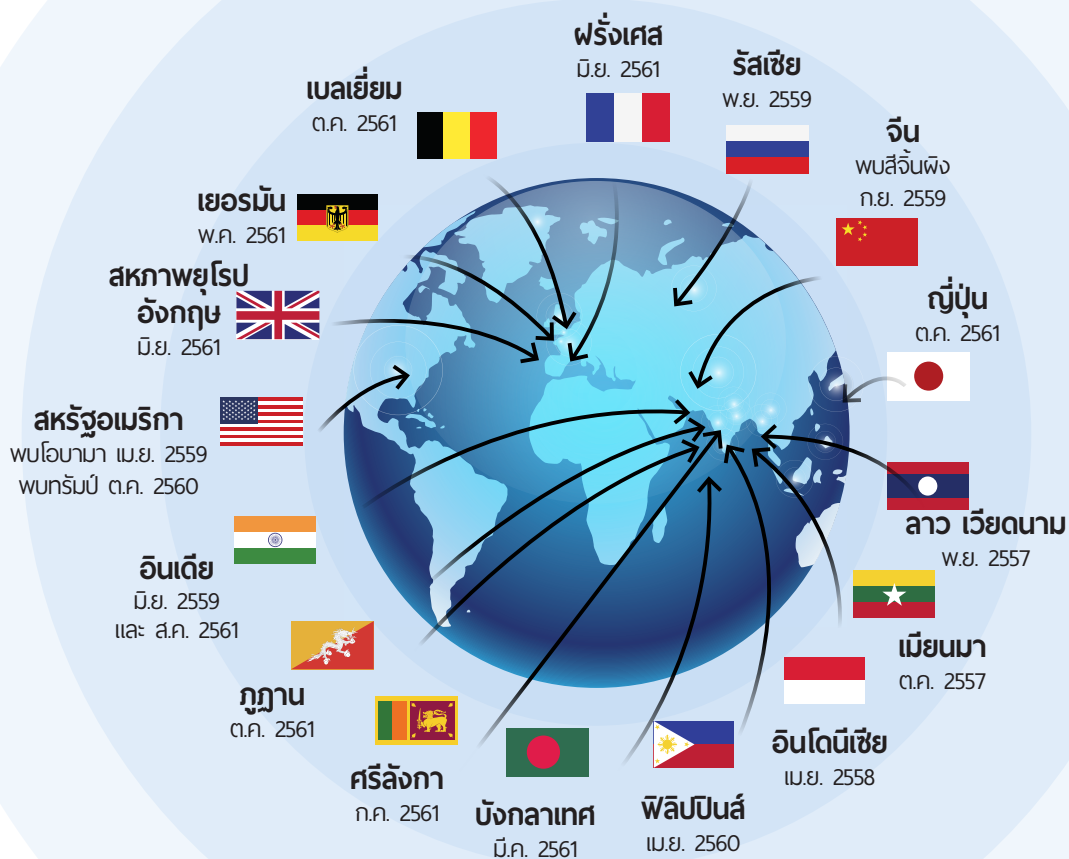 ฝรั่งเศส
มิ.ย. 2561
รัสเซีย
พ.ย. 2559
จีน
พบสีจิ้นผิง
ก.ย. 2559
ญี่ปุ่น
ต.ค. 2561
ลาว เวียดนาม
พ.ย. 2557
เมียนมา
ต.ค. 2557
อินโดนีเซีย
เม.ย. 2558
ฟิลิปปินส์
เม.ย. 2560
บังกลาเทศ
มี.ค. 2561
ศรีลังกา
ก.ค. 2561
ภูฏาน
ต.ค. 2561
อินเดีย
มิ.ย. 2559
และ ส.ค. 2561
สหรัฐอเมริกา
พบโอบามา เม.ย. 2559
พบทรัมป์ ต.ค. 2560
สหภาพยุโรป
อังกฤษ
มิ.ย. 2561
เยอรมัน
พ.ค. 2561
เบลเยี่ยม
ต.ค. 2561